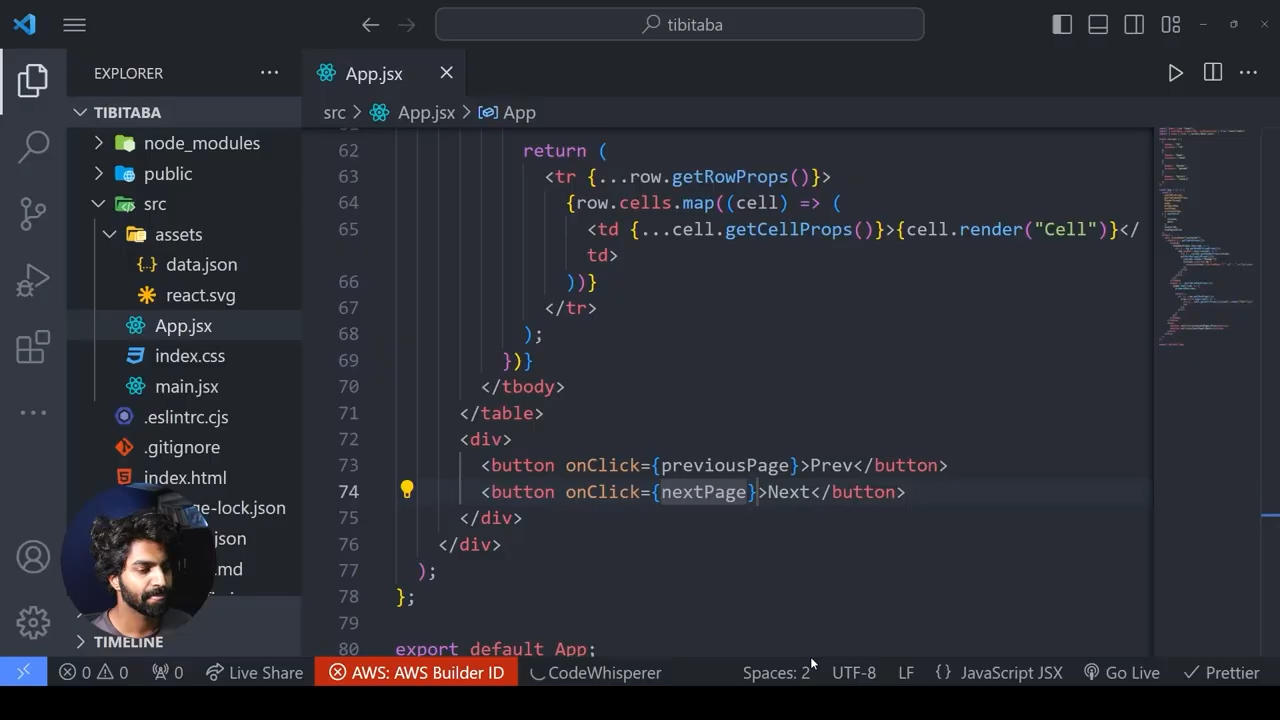 tibitaba
EXPLORER
App.jsx
TIBITABA
src > App.jsx > App
node_modules
public
src
assets
data.json
react.svg
App.jsx
index.css
main.jsx
.eslintrc.cjs
.gitignore
index.html
ge-lock.json
json
.md
TIMELINE
62 return (
63 <tr {...row.getRowProps()}>
64 {row.cells.map((cell) => (
65 <td {...cell.getCellProps()}>{cell.render("Cell")}</
td>
66 ))}
67 </tr>
68 );
69 })}
70 </tbody>
71 </table>
72 <div>
73 <button onClick={previousPage}>Prev</button>
74 <button onClick={nextPage}>Next</button>
75 </div>
76 </div>
77 );
78 };
79
80 export default App;
0 0 0 Live Share AWS: AWS Builder ID CodeWhisperer Spaces: 2 UTF-8 LF {} JavaScript JSX Go Live Prettier